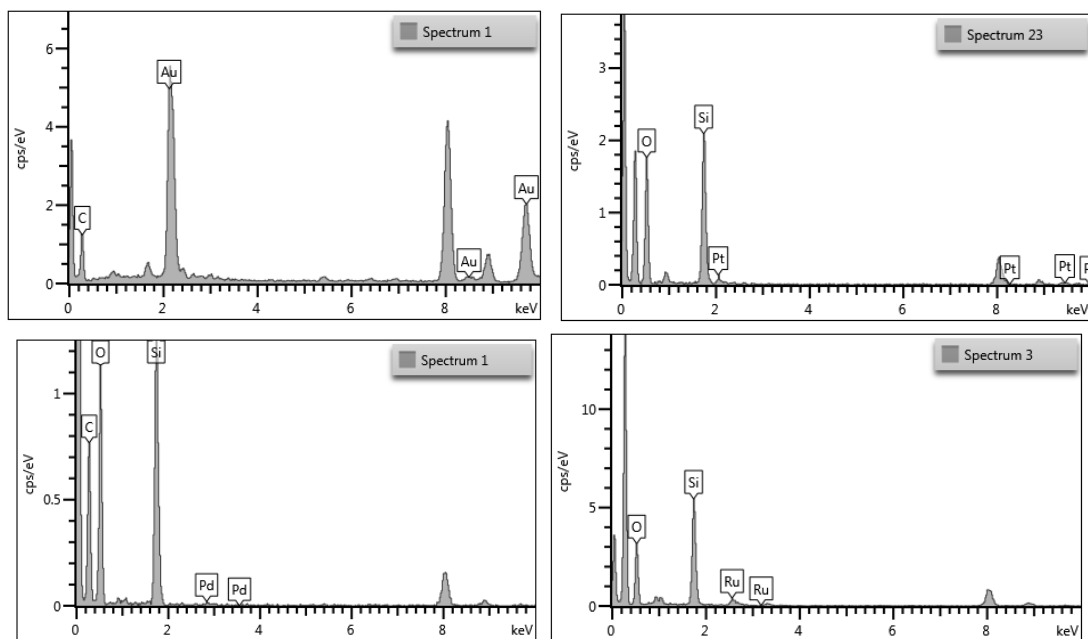 Spectrum 1
cps/eV
6
4
2
0
Au
C
Au
Au
0 2 4 6 8 keV
Spectrum 23
cps/eV
3
2
1
0
O
Si
Pt
Pt
Pt
P
0 2 4 6 8 keV
Spectrum 1
cps/eV
1
0.5
0
C
O
Si
Pd
Pd
0 2 4 6 8 keV
Spectrum 3
cps/eV
10
5
0
O
Si
Ru
Ru
0 2 4 6 8 keV